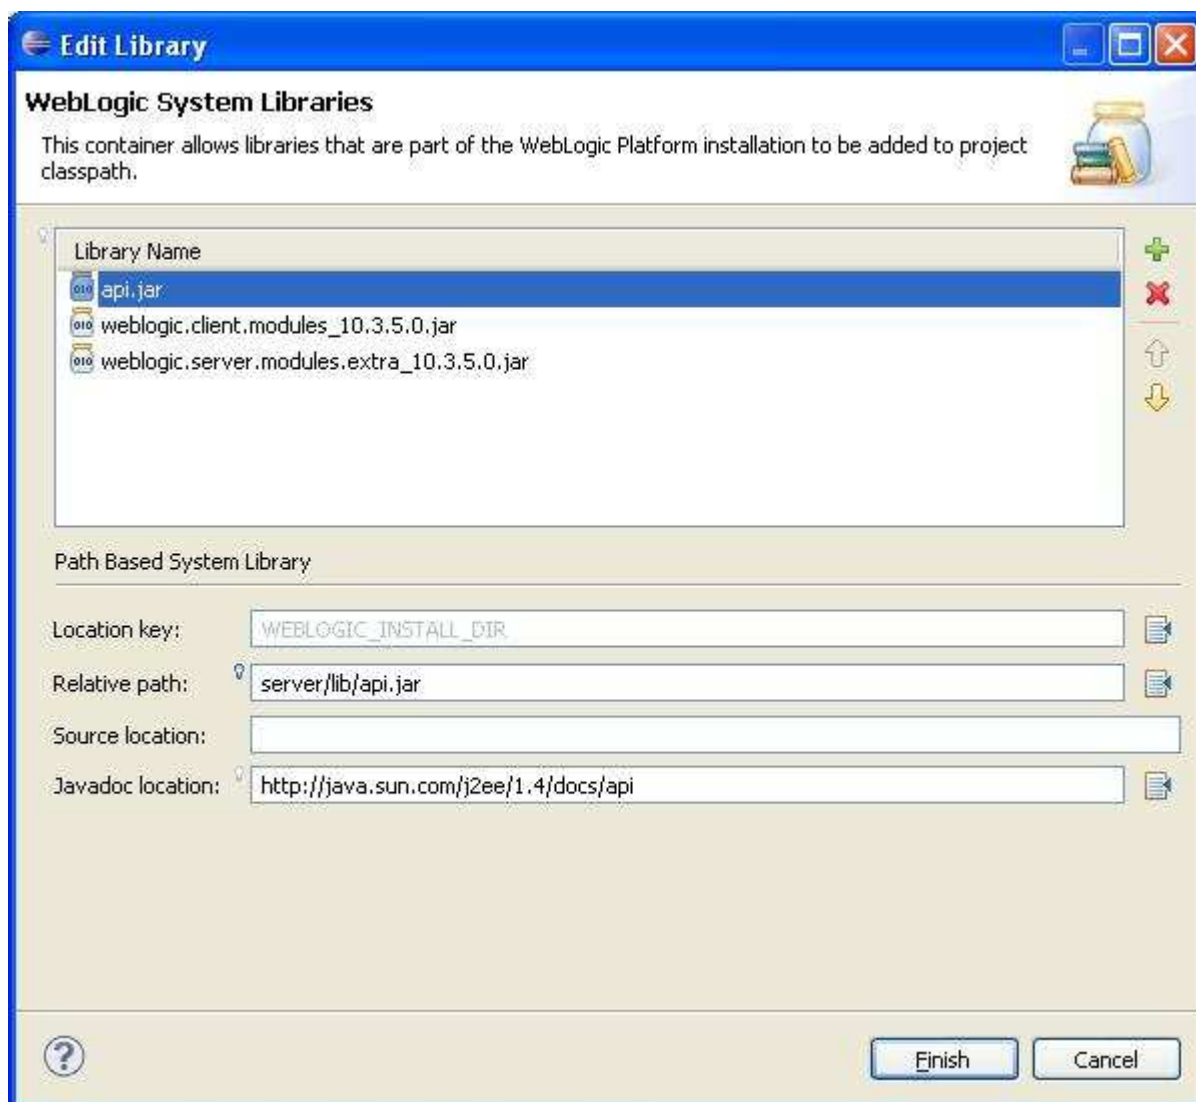 Edit Library
WebLogic System Libraries
This container allows libraries that are part of the WebLogic Platform installation to be added to project
classpath.
Library Name
api.jar
weblogic.client.modules_10.3.5.0.jar
weblogic.server.modules.extra_10.3.5.0.jar
Path Based System Library
Location key: WEBLOGIC_INSTALL_DIR
Relative path: server/lib/api.jar
Source location:
Javadoc location: http://java.sun.com/j2ee/1.4/docs/api
Finish Cancel